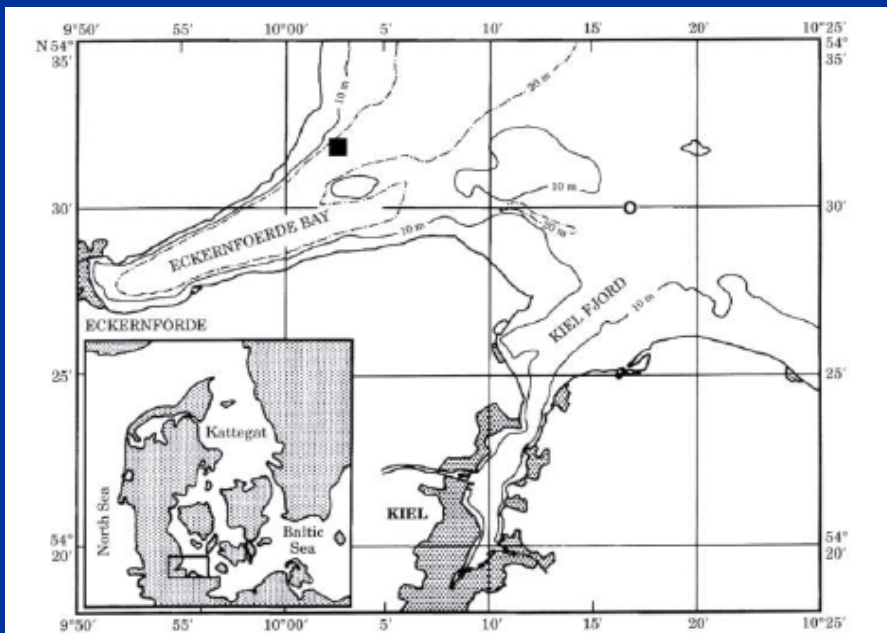 9°50' 55' 10°00' 5' 10' 15' 20' 10°25'
N 54° 35'
54° 35'
10 m
20 m
10 m
30'
30'
ECKERNFOERDE BAY
10 m
20 m
KIEL FJORD
10 m
ECKERNFÖRDE
25'
25'
Kattegat
North Sea
KIEL
Baltic Sea
54° 20'
54° 20'
9°50' 55' 10°00' 5' 10' 15' 20' 10°25'